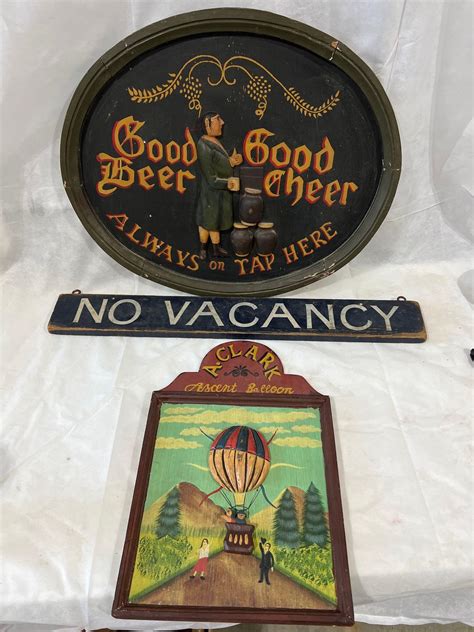 Good Good
Beer Cheer
ALWAYS on TAP HERE
NO VACANCY
A. CLARK
Ascent Balloon